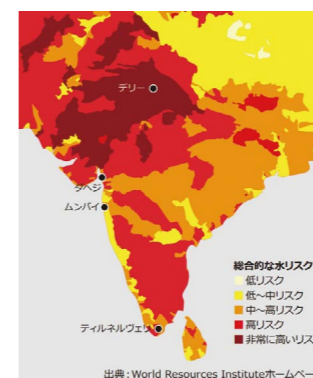 デリー
ダヘジ
ムンバイ
ティルネルヴェリ
総合的な水リスク
低リスク
低〜中リスク
中〜高リスク
高リスク
非常に高いリス
出典：World Resources Instituteホームペー